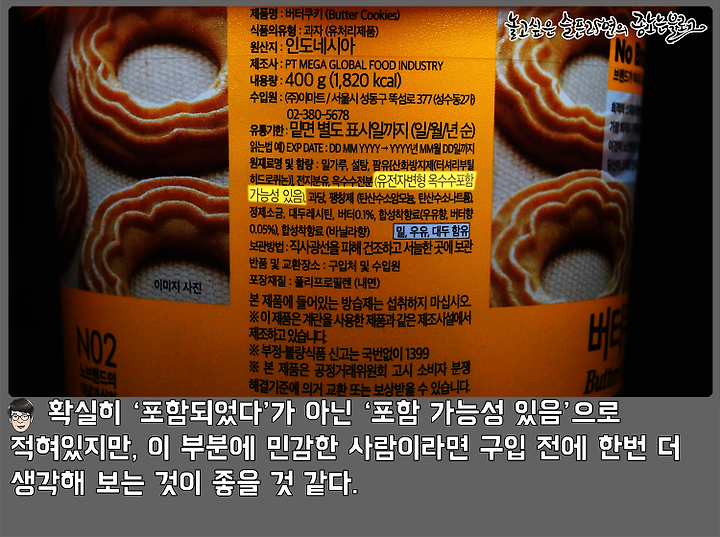 놀고싶은 슬픈라이언의 공간블로그
제품명 : 버터쿠키 (Butter Cookies)
식품의유형 : 과자 (유처리제품)
원산지 : 인도네시아
제조사 : PT MEGA GLOBAL FOOD INDUSTRY
내용량 : 400 g (1,820 kcal)
수입원 : (주)이마트 / 서울시 성동구 뚝섬로 377 (성수2가)
02-380-5678
유통기한 : 밑면 별도 표시일까지 (일/월/년 순)
읽는법 예) EXP DATE : DD MM YYYY → YYYY년 MM월 DD일까지
원재료명 및 함량 : 밀가루, 설탕, 팜유[산화방지제(터셔리부틸
히드로퀴논)], 전지분유, 옥수수전분 (유전자변형 옥수수포함
가능성 있음), 과당, 팽창제 (탄산수소암모늄, 탄산수소나트륨),
정제소금, 대두레시틴, 버터0.1%, 합성착향료(우유향, 버터향
0.05%), 합성착향료 (바닐라향) 밀, 우유, 대두 함유
보관방법 : 직사광선을 피해 건조하고 서늘한 곳에 보관
반품 및 교환장소 : 구입처 및 수입원
포장재질 : 폴리프로필렌 (내면)
본 제품에 들어있는 방습제는 섭취하지 마십시오.
※ 이 제품은 계란을 사용한 제품과 같은 제조시설에서
제조하고 있습니다.
※ 부정·불량식품 신고는 국번없이 1399
※ 본 제품은 공정거래위원회 고시 소비자 분쟁
해결기준에 의거 교환 또는 보상받을 수 있습니다.
이미지 사진
NO2
노브랜드의
No Br
브랜드가
버터
Butter
확실히 ‘포함되었다’가 아닌 ‘포함 가능성 있음’으로
적혀있지만, 이 부분에 민감한 사람이라면 구입 전에 한번 더
생각해 보는 것이 좋을 것 같다.